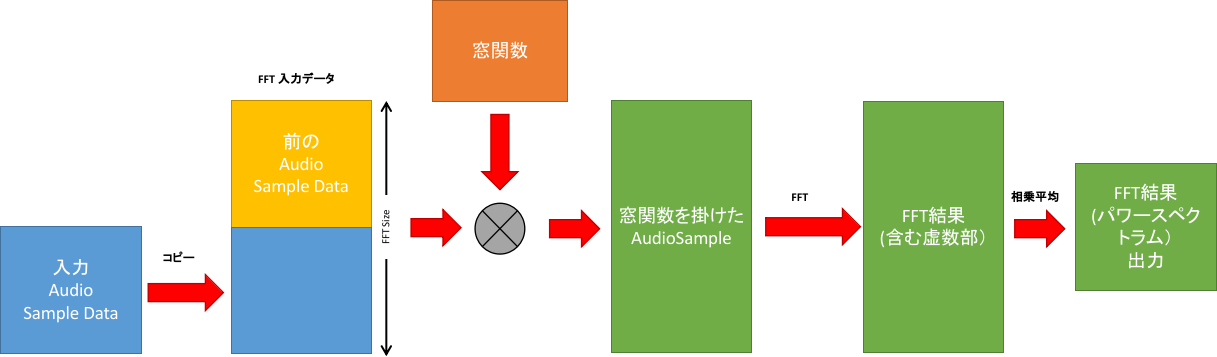 入力
Audio
Sample Data
コピー
FFT 入力データ
前の
Audio
Sample Data
FFT Size
窓関数
窓関数を掛けた
AudioSample
FFT
FFT結果
(含む虚数部）
相乗平均
FFT結果
(パワースペク
トラム）
出力